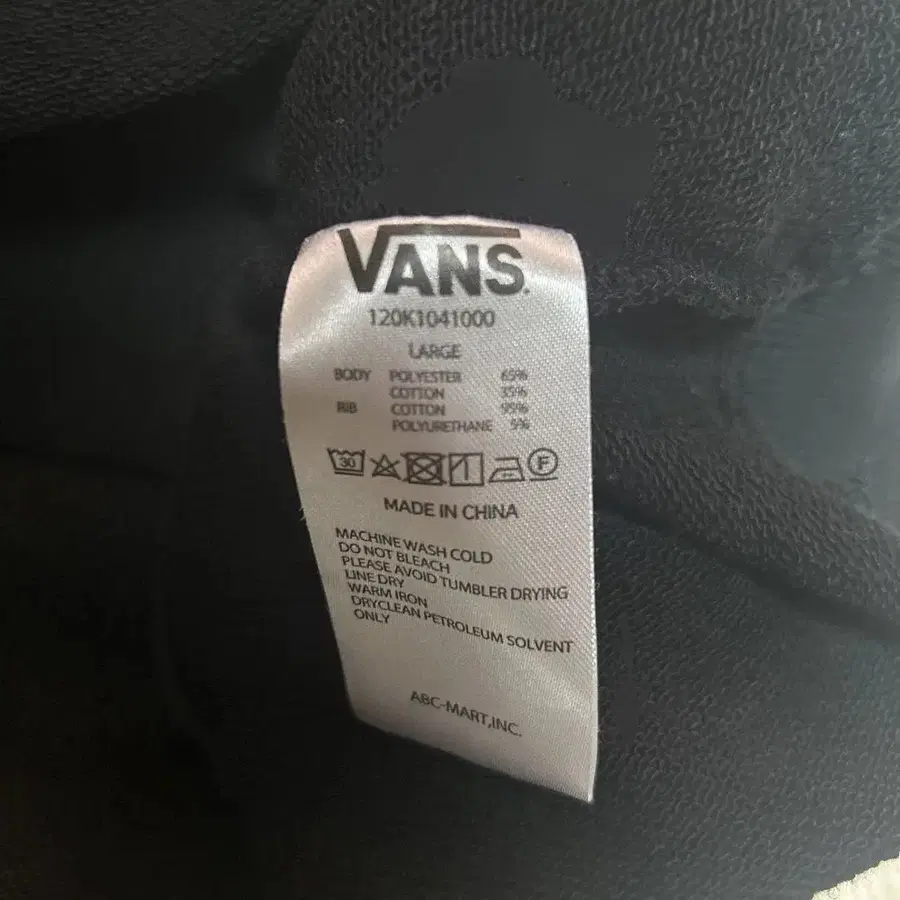 VANS
120K1041000
LARGE
BODY POLYESTER 65%
COTTON 35%
RIB COTTON 95%
POLYURETHANE 5%
30 F
MADE IN CHINA
MACHINE WASH COLD
DO NOT BLEACH
PLEASE AVOID TUMBLER DRYING
LINE DRY
WARM IRON
DRYCLEAN PETROLEUM SOLVENT
ONLY
ABC-MART,INC.